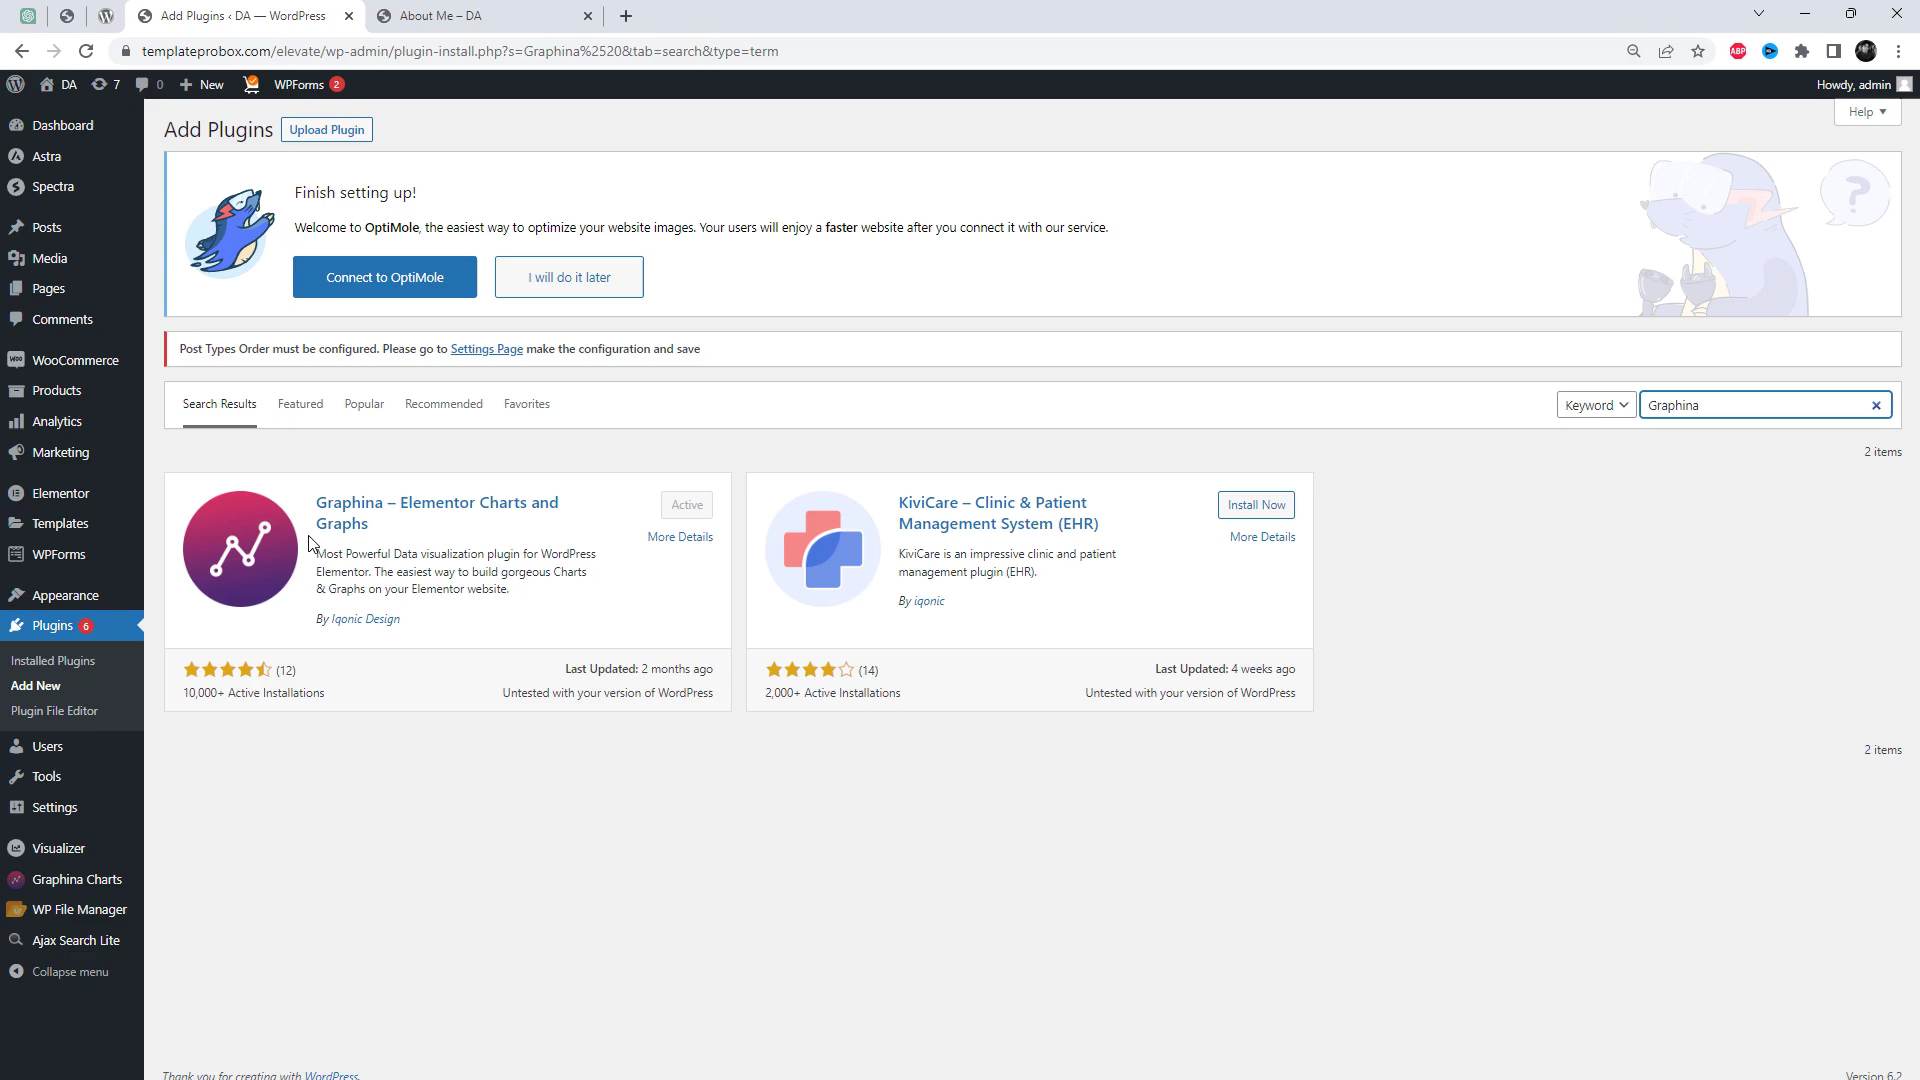 Add Plugins ‹ DA — WordPress
About Me – DA
templateprobox.com/elevate/wp-admin/plugin-install.php?s=Graphina%2520&tab=search&type=term
ABP
DA
7
0
New
WPForms 2
Howdy, admin
Dashboard
Astra
Spectra
Posts
Media
Pages
Comments
WooCommerce
Products
Analytics
Marketing
Elementor
Templates
WPForms
Appearance
Plugins 6
Installed Plugins
Add New
Plugin File Editor
Users
Tools
Settings
Visualizer
Graphina Charts
WP File Manager
Ajax Search Lite
Collapse menu
Help
Add Plugins
Upload Plugin
Finish setting up!
Welcome to OptiMole, the easiest way to optimize your website images. Your users will enjoy a faster website after you connect it with our service.
Connect to OptiMole
I will do it later
?
Post Types Order must be configured. Please go to Settings Page make the configuration and save
Search Results
Featured
Popular
Recommended
Favorites
Keyword
Graphina
2 items
Graphina – Elementor Charts and
Graphs
Active
More Details
Most Powerful Data visualization plugin for WordPress
Elementor. The easiest way to build gorgeous Charts
& Graphs on your Elementor website.
By Iqonic Design
(12)
10,000+ Active Installations
Last Updated: 2 months ago
Untested with your version of WordPress
KiviCare – Clinic & Patient
Management System (EHR)
Install Now
More Details
KiviCare is an impressive clinic and patient
management plugin (EHR).
By iqonic
(14)
2,000+ Active Installations
Last Updated: 4 weeks ago
Untested with your version of WordPress
2 items
Thank you for creating with WordPress.
Version 6.2